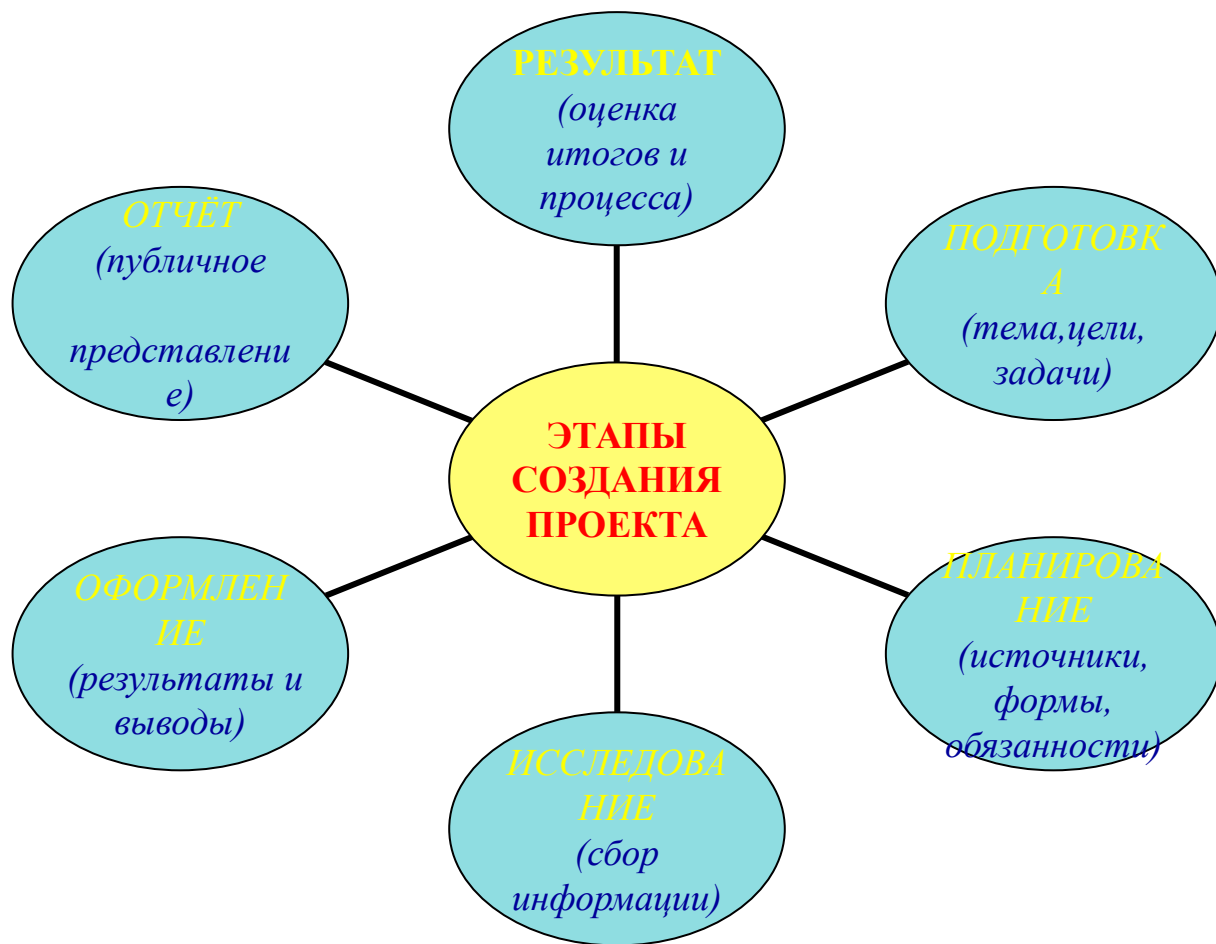 РЕЗУЛЬТАТ
(оценка
итогов и
процесса)
ОТЧЁТ
(публичное
представлени
е)
ПОДГОТОВК
А
(тема,цели,
задачи)
ЭТАПЫ
СОЗДАНИЯ
ПРОЕКТА
ОФОРМЛЕН
ИЕ
(результаты и
выводы)
ПЛАНИРОВА
НИЕ
(источники,
формы,
обязанности)
ИССЛЕДОВА
НИЕ
(сбор
информации)